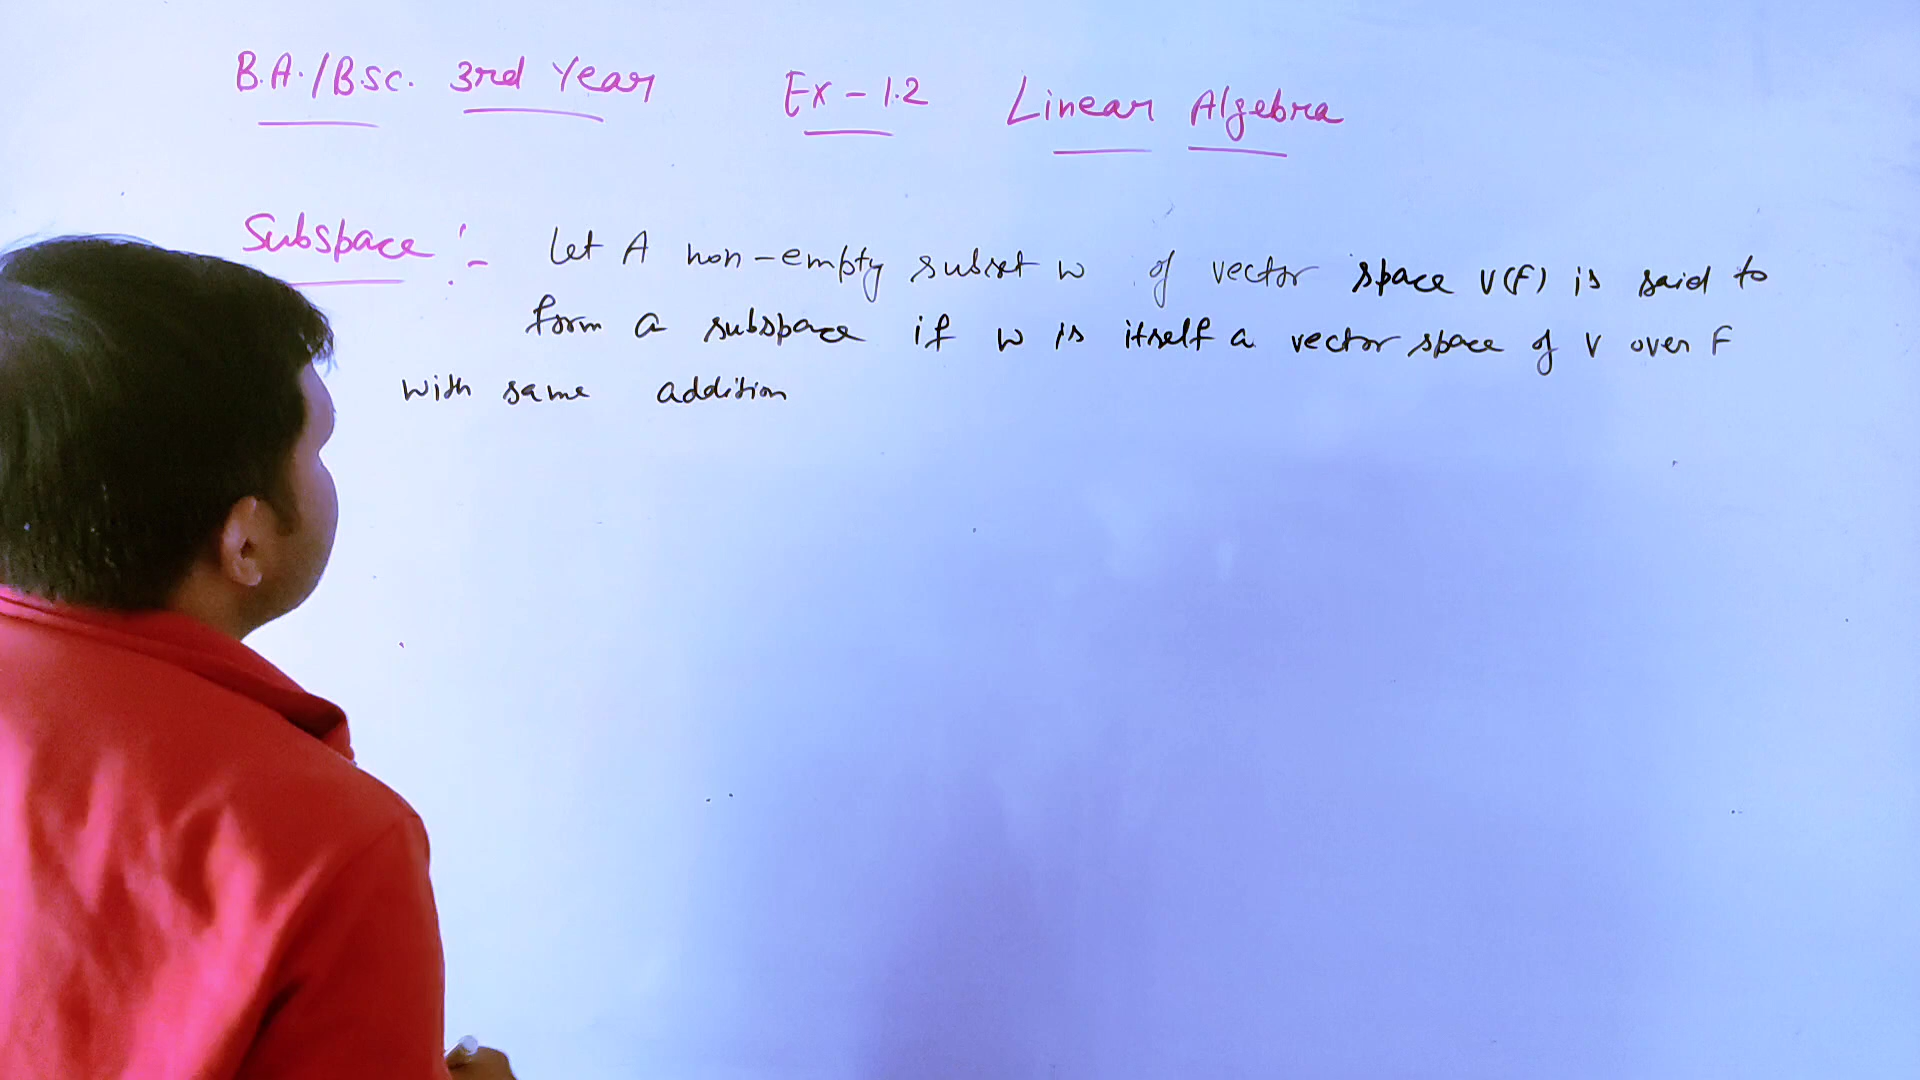 B.A./B.sc. 3rd Year Ex - 1.2 Linear Algebra
Subspace :- Let A non-empty subset w of vector space V(F) is said to
form a subspace if w is itself a vector space of V over F
with same addition